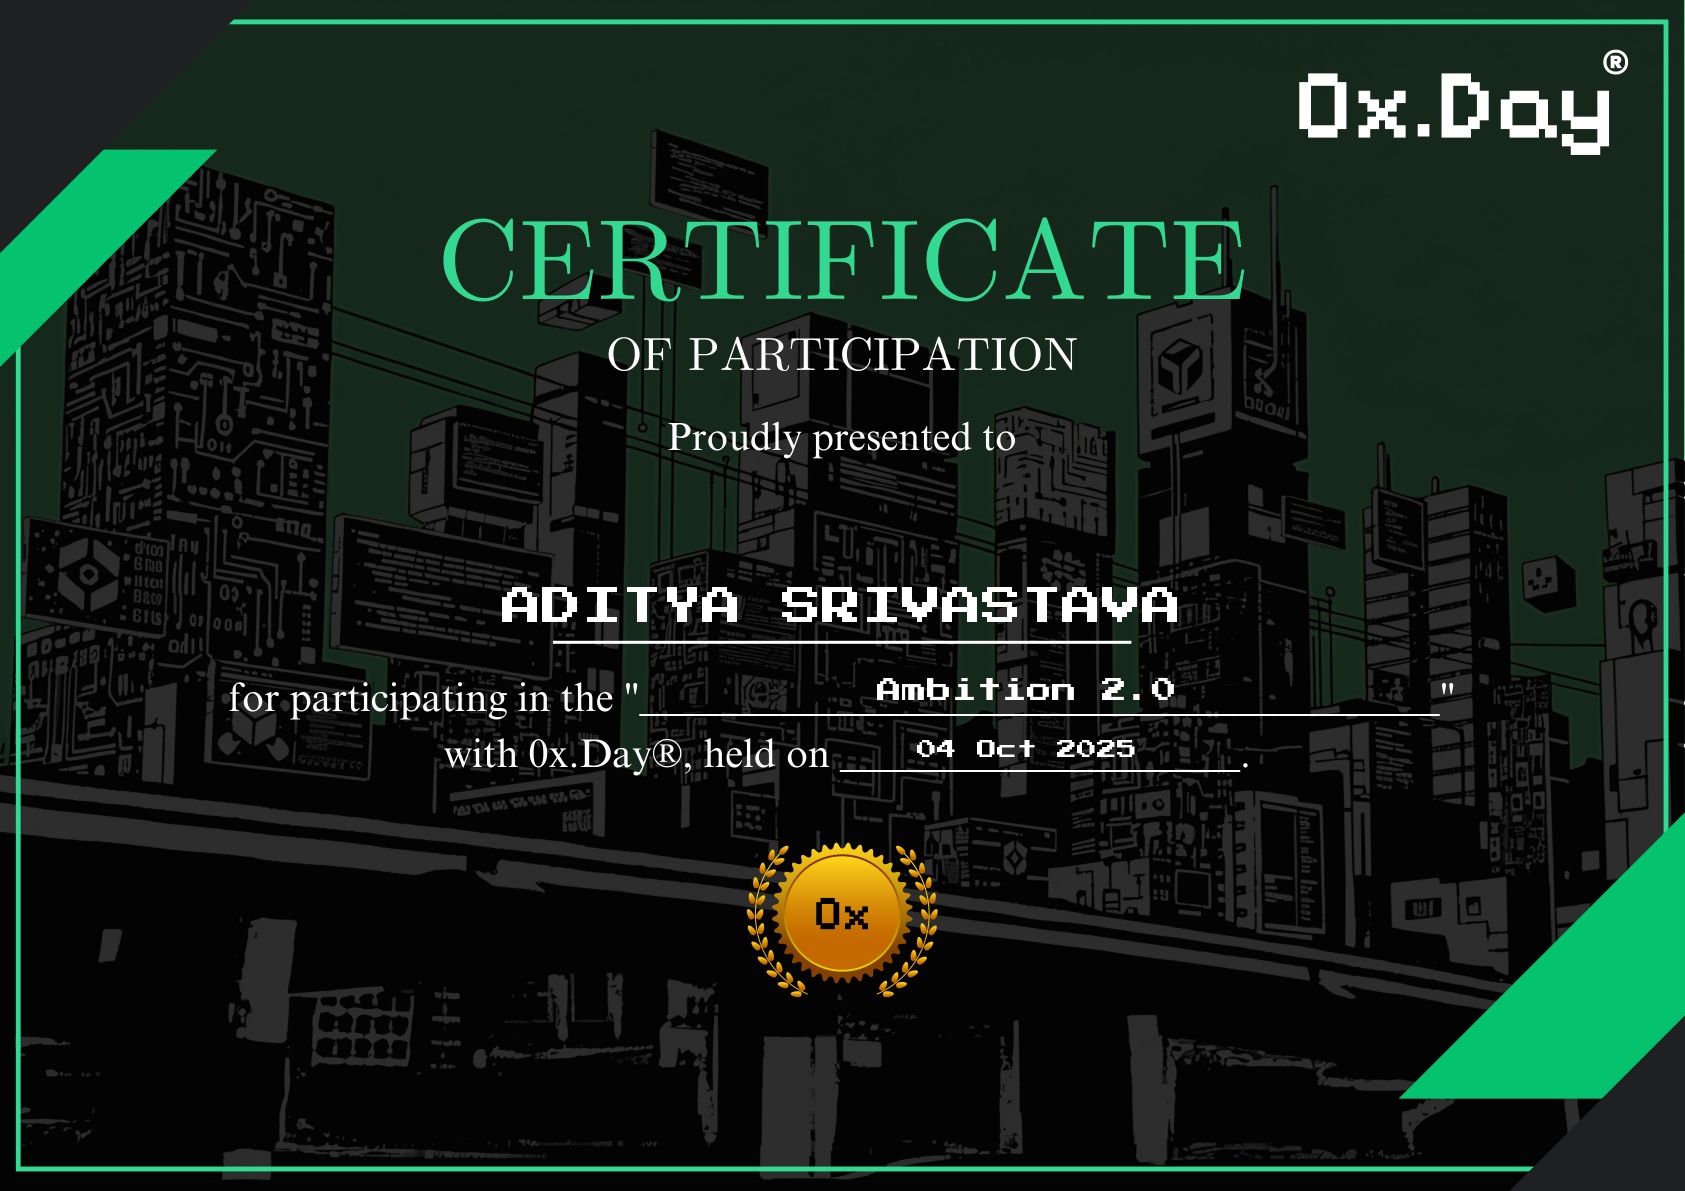 0x.Day®
CERTIFICATE
OF PARTICIPATION
Proudly presented to
ADITYA SRIVASTAVA
for participating in the "Ambition 2.0"
with 0x.Day®, held on 04 Oct 2025.
0x